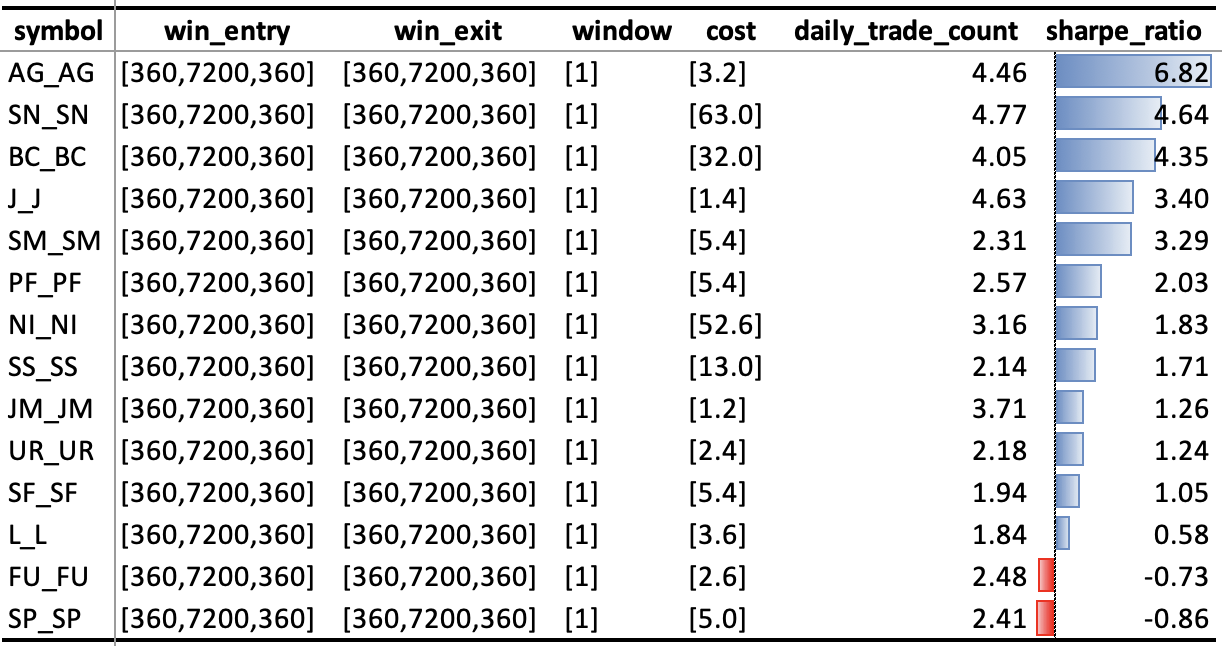 symbol win_entry win_exit window cost daily_trade_count sharpe_ratio
AG_AG [360,7200,360] [360,7200,360] [1] [3.2] 4.46 6.82
SN_SN [360,7200,360] [360,7200,360] [1] [63.0] 4.77 4.64
BC_BC [360,7200,360] [360,7200,360] [1] [32.0] 4.05 4.35
J_J [360,7200,360] [360,7200,360] [1] [1.4] 4.63 3.40
SM_SM [360,7200,360] [360,7200,360] [1] [5.4] 2.31 3.29
PF_PF [360,7200,360] [360,7200,360] [1] [5.4] 2.57 2.03
NI_NI [360,7200,360] [360,7200,360] [1] [52.6] 3.16 1.83
SS_SS [360,7200,360] [360,7200,360] [1] [13.0] 2.14 1.71
JM_JM [360,7200,360] [360,7200,360] [1] [1.2] 3.71 1.26
UR_UR [360,7200,360] [360,7200,360] [1] [2.4] 2.18 1.24
SF_SF [360,7200,360] [360,7200,360] [1] [5.4] 1.94 1.05
L_L [360,7200,360] [360,7200,360] [1] [3.6] 1.84 0.58
FU_FU [360,7200,360] [360,7200,360] [1] [2.6] 2.48 -0.73
SP_SP [360,7200,360] [360,7200,360] [1] [5.0] 2.41 -0.86